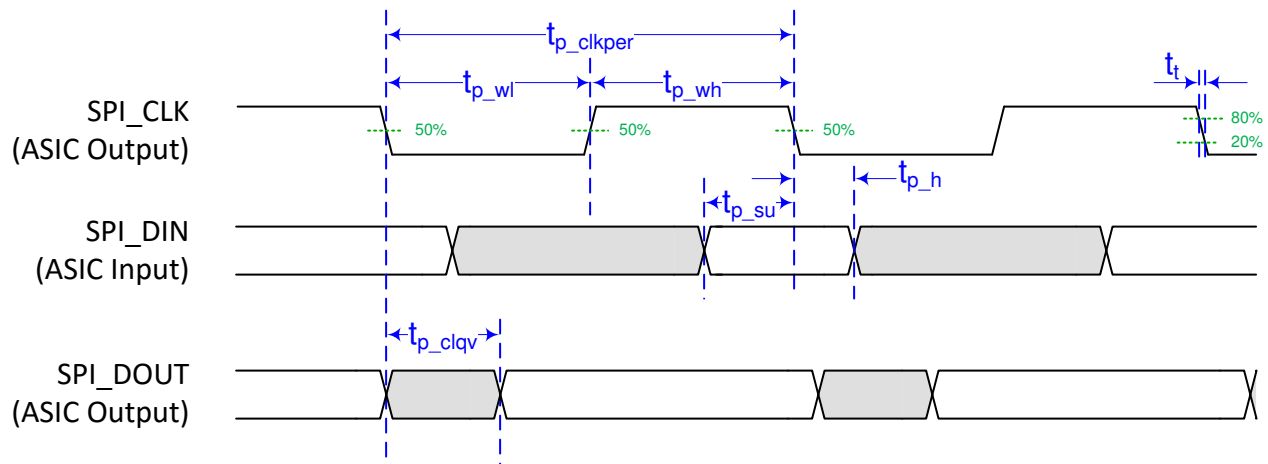 t_p_clkper
t_p_wl t_p_wh t_t
SPI_CLK
(ASIC Output)
50% 50% 50% 80%
20%
t_p_h
t_p_su
SPI_DIN
(ASIC Input)
t_p_clqv
SPI_DOUT
(ASIC Output)